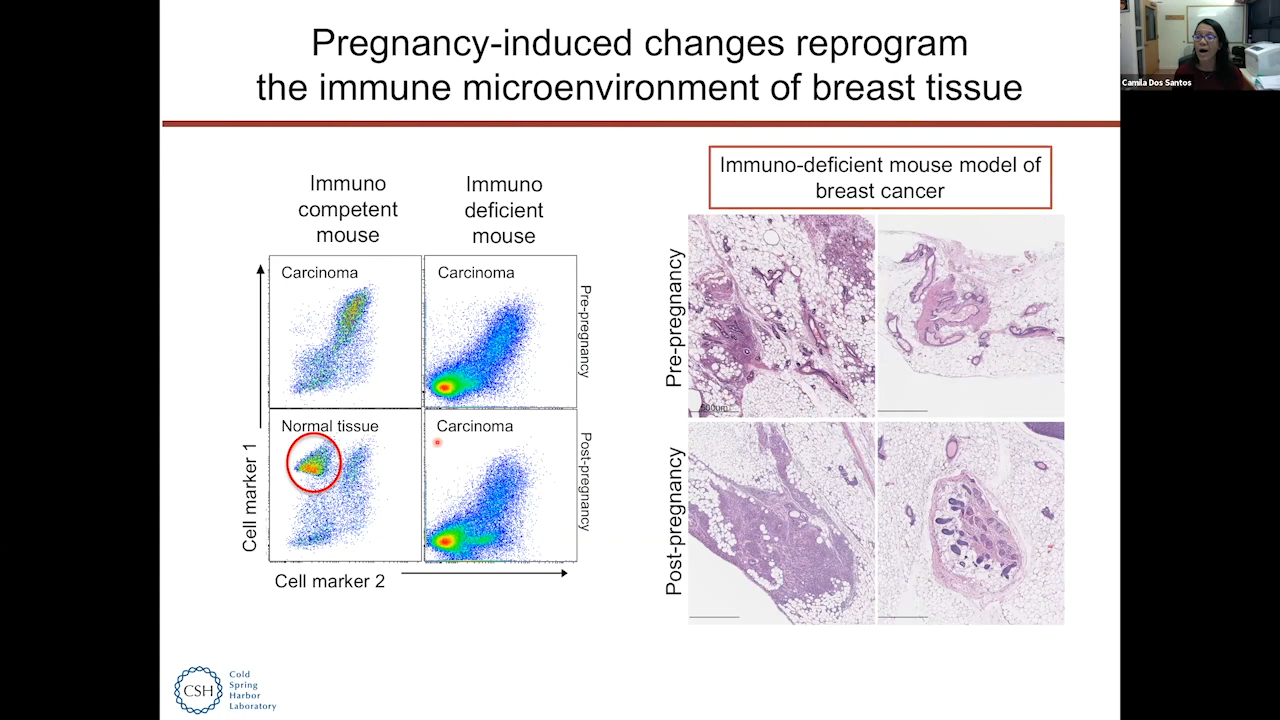 Pregnancy-induced changes reprogram
the immune microenvironment of breast tissue
Camila Dos Santos
Immuno
competent
mouse
Immuno
deficient
mouse
Carcinoma
Carcinoma
Pre-pregnancy
Normal tissue
Carcinoma
Post-pregnancy
Cell marker 1
Cell marker 2
Immuno-deficient mouse model of
breast cancer
Pre-pregnancy
500um
Post-pregnancy
CSH
Cold
Spring
Harbor
Laboratory